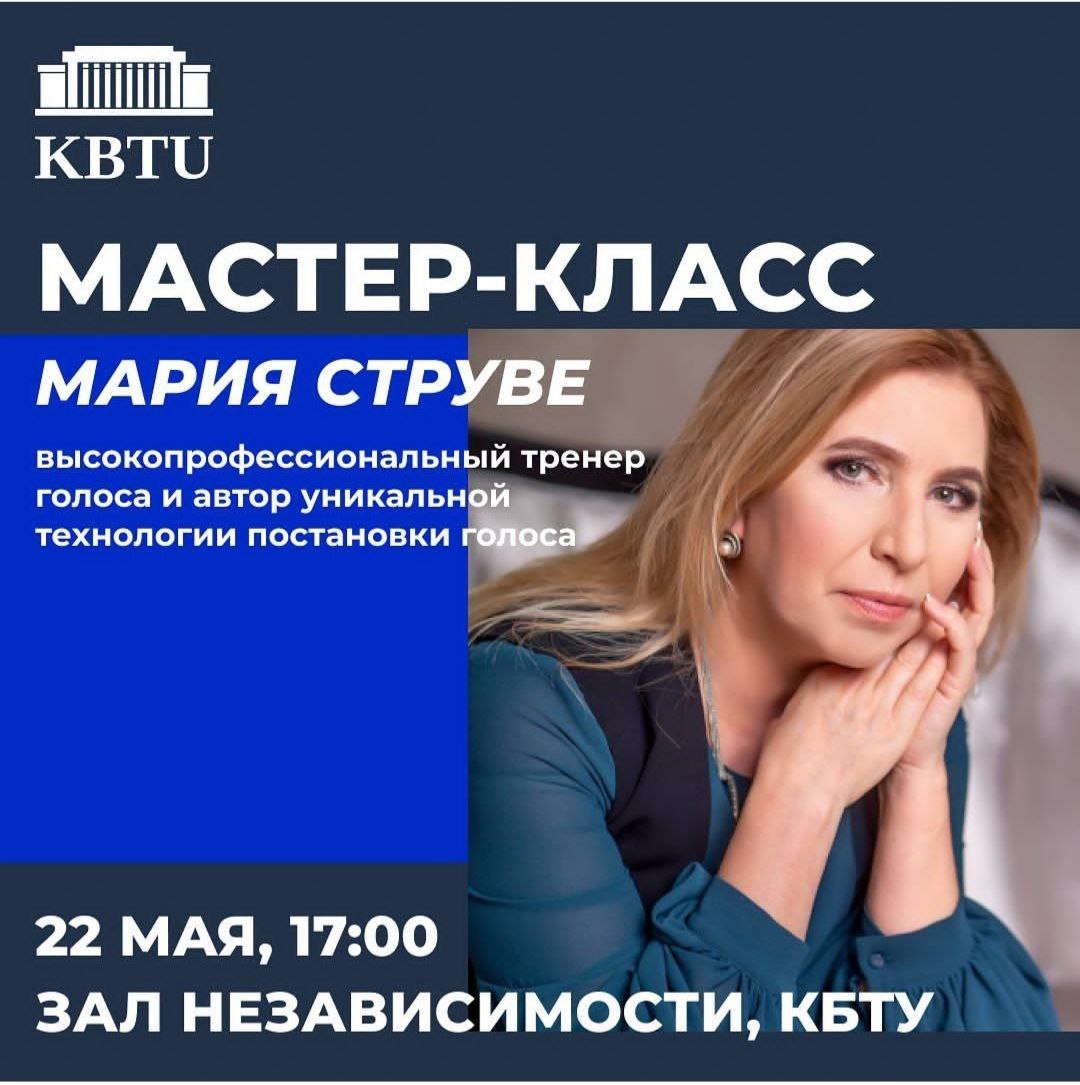 KBTU
МАСТЕР-КЛАСС
МАРИЯ СТРУВЕ
высокопрофессиональный тренер
голоса и автор уникальной
технологии постановки голоса
22 МАЯ, 17:00
ЗАЛ НЕЗАВИСИМОСТИ, КБТУ